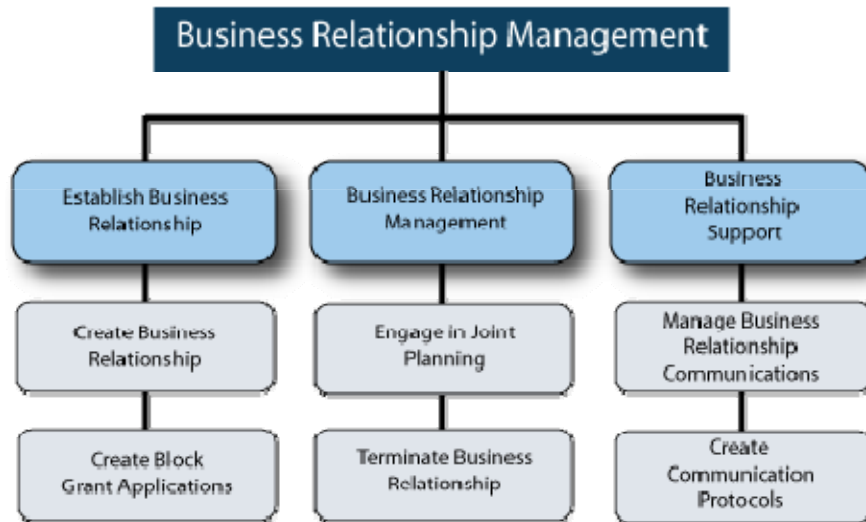 Business Relationship Management
Establish Business
Relationship
Business Relationship
Management
Business
Relationship
Support
Create Business
Relationship
Engage in Joint
Planning
Manage Business
Relationship
Communications
Create Block
Grant Applications
Terminate Business
Relationship
Create
Communication
Protocols